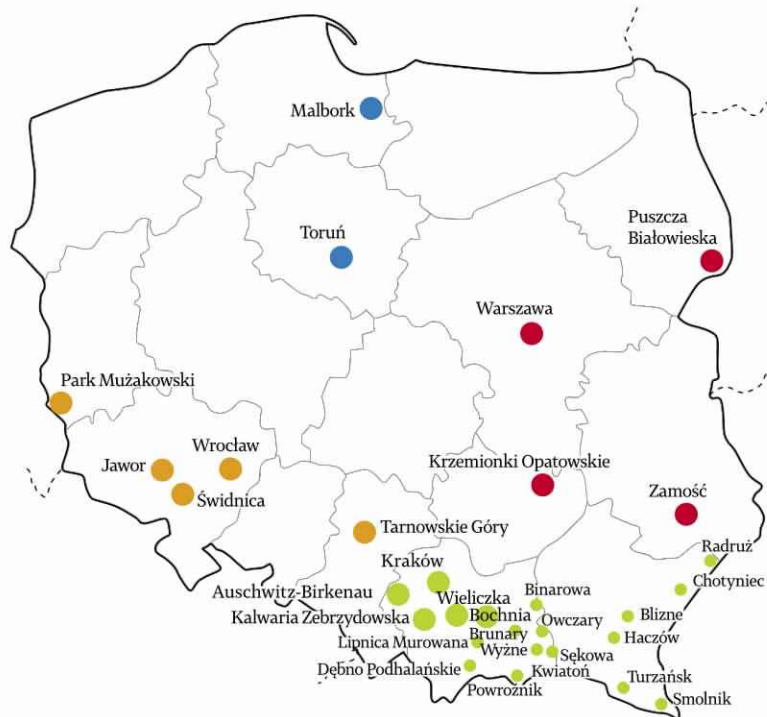 Malbork
Puszcza
Białowieska
Toruń
Warszawa
Park Mużakowski
Wrocław
Jawor
Świdnica
Krzemionki Opatowskie
Zamość
Tarnowskie Góry
Radruż
Kraków
Chotyniec
Auschwitz-Birkenau
Wieliczka
Binarowa
Kalwaria Zebrzydowska
Bochnia
Blizne
Owczary
Lipnica Murowana
Brunary
Wyżne
Haczów
Sękowa
Dębno Podhalańskie
Kwiatoń
Powroźnik
Turzańsk
Smolnik